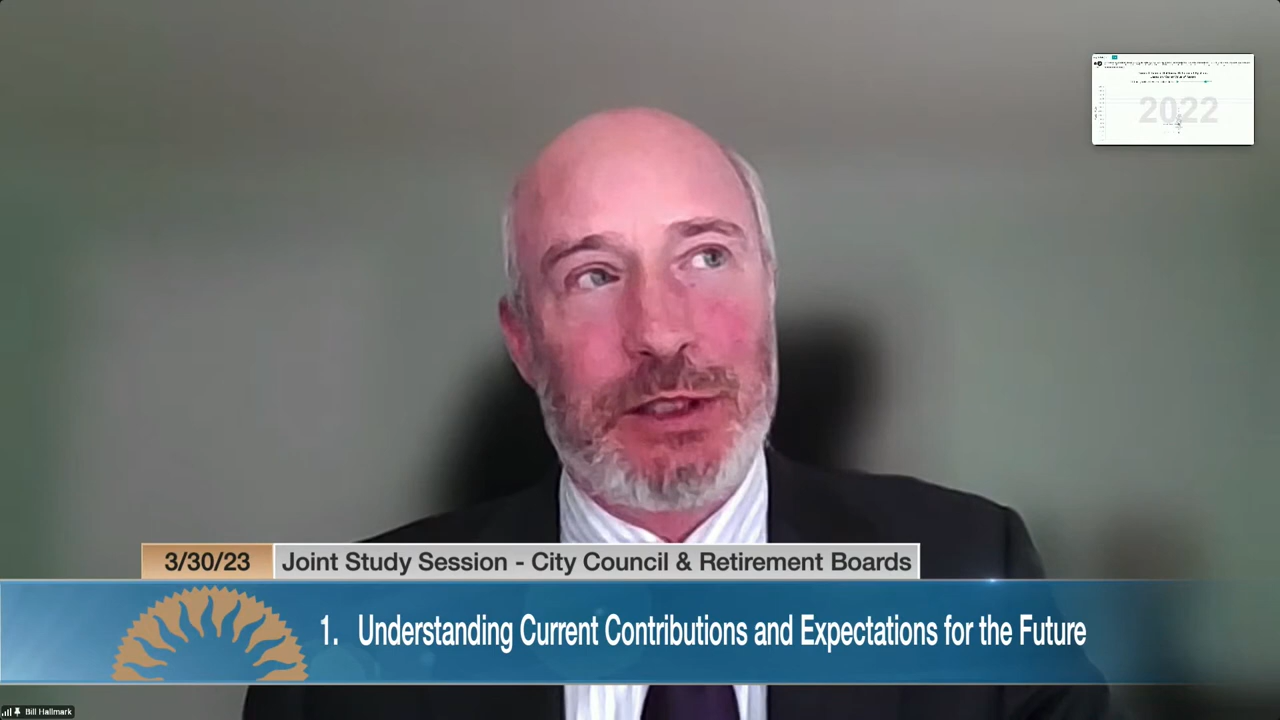 2022
3/30/23
Joint Study Session - City Council & Retirement Boards
1. Understanding Current Contributions and Expectations for the Future
Bill Hallmark